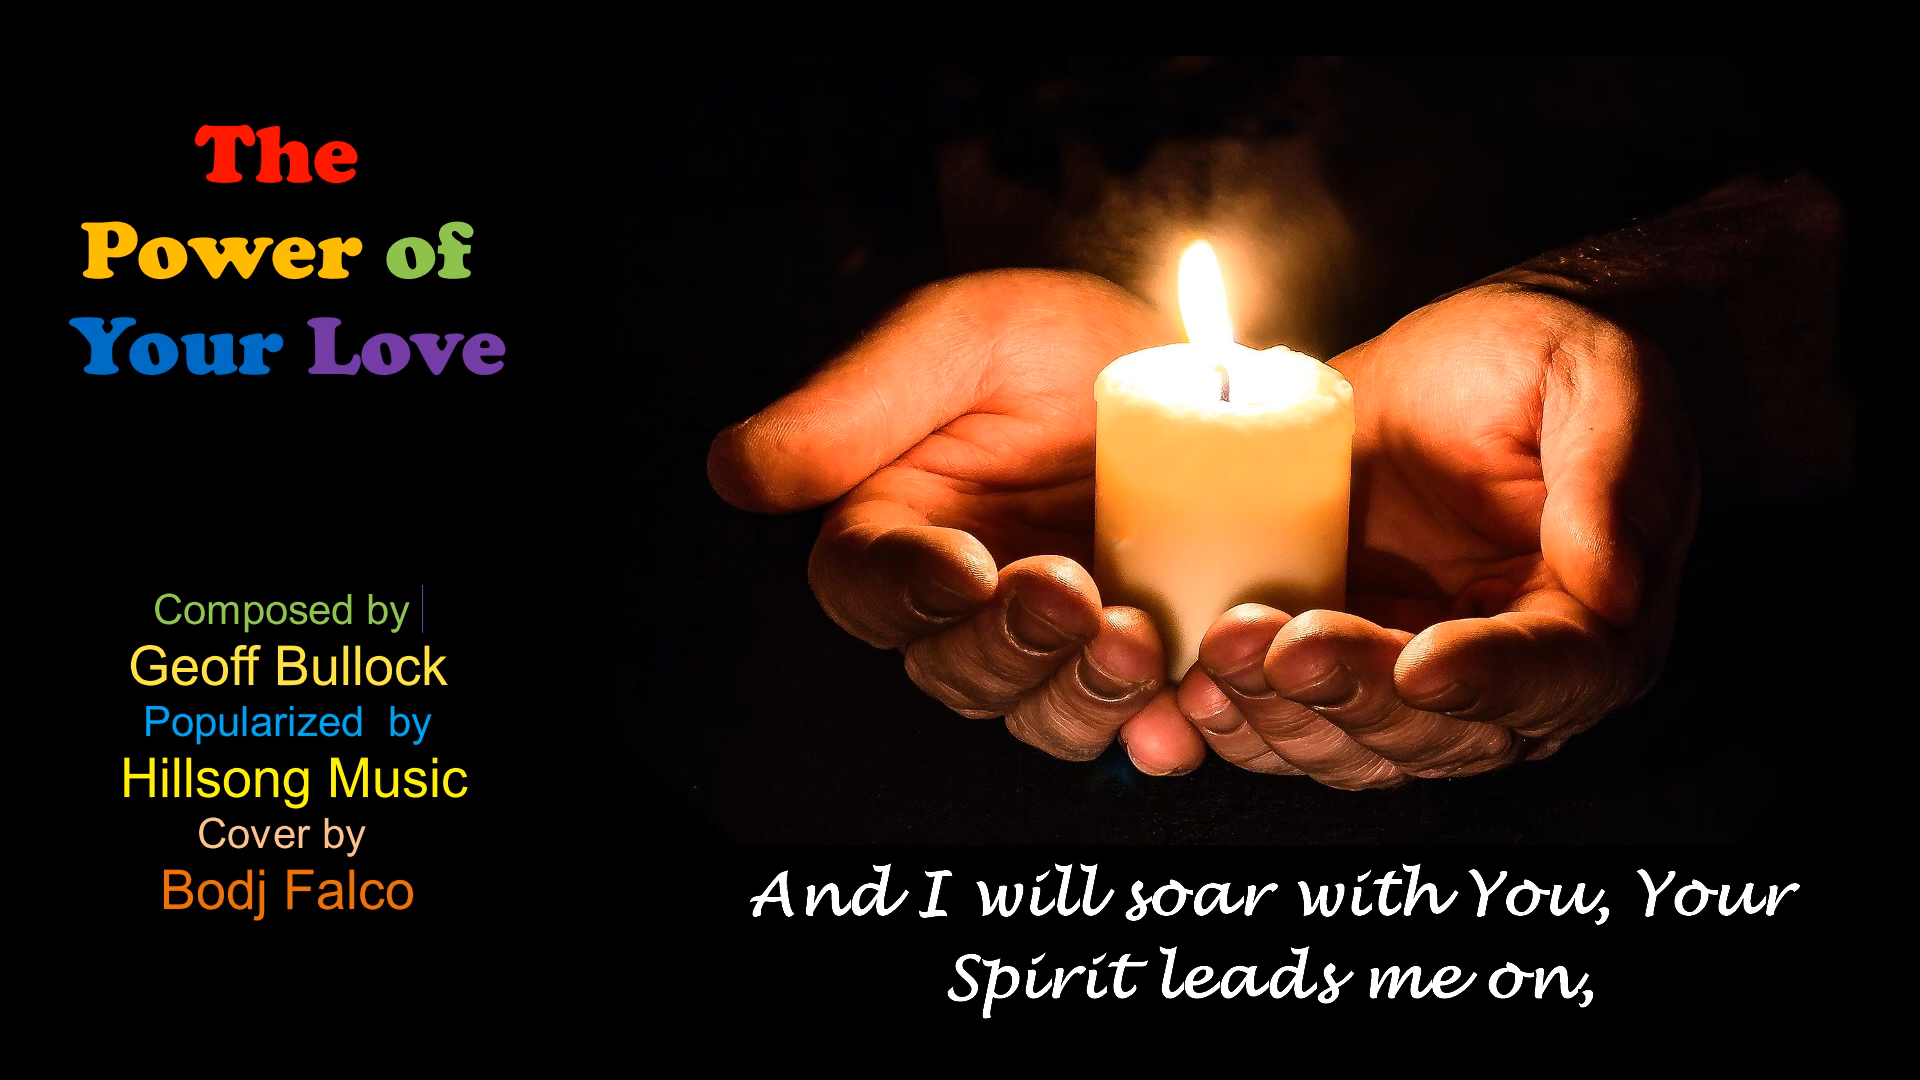 The
Power of
Your Love
Composed by
Geoff Bullock
Popularized  by
Hillsong Music
Cover by
Bodj Falco
And I will soar with You, Your
Spirit leads me on,